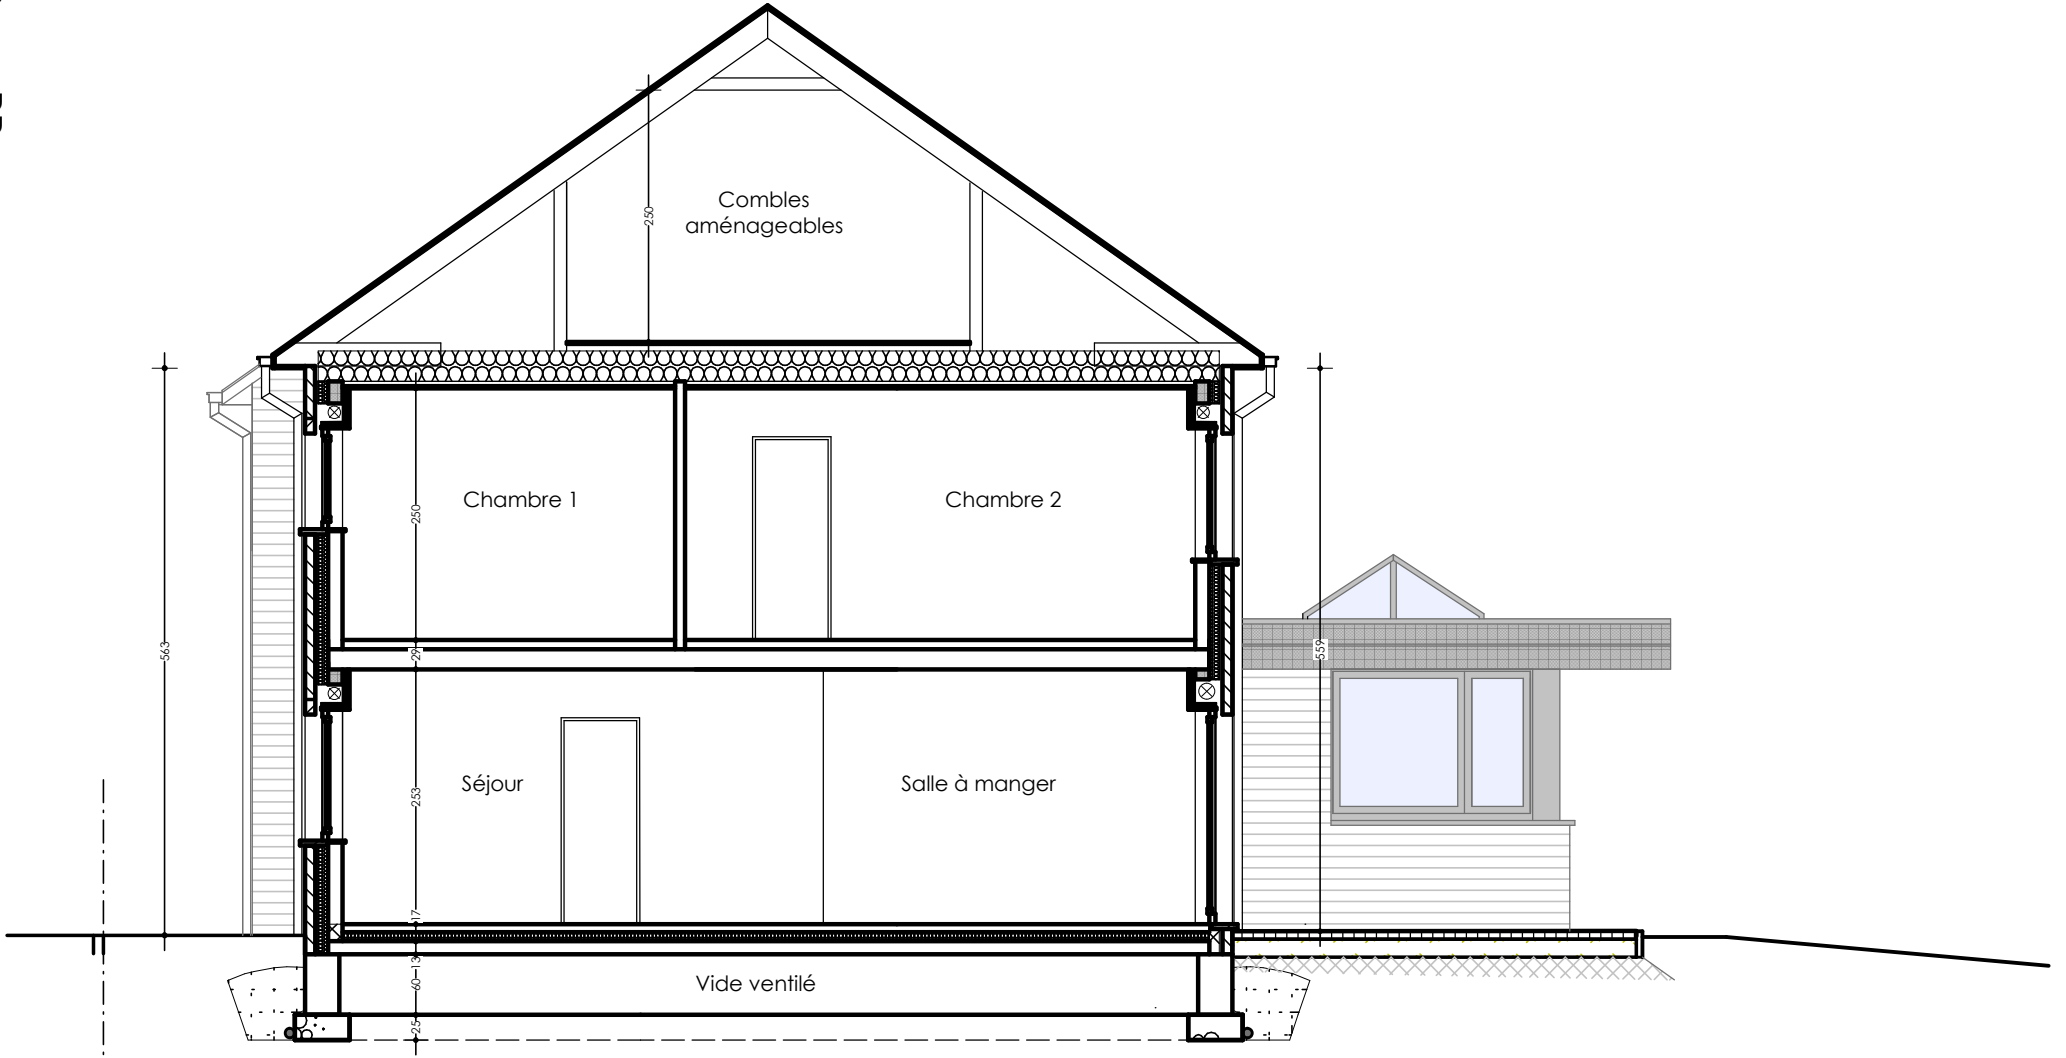 Combles
aménageables
250
Chambre 1
Chambre 2
250
563
29
559
Séjour
Salle à manger
253
17
13
60
Vide ventilé
25